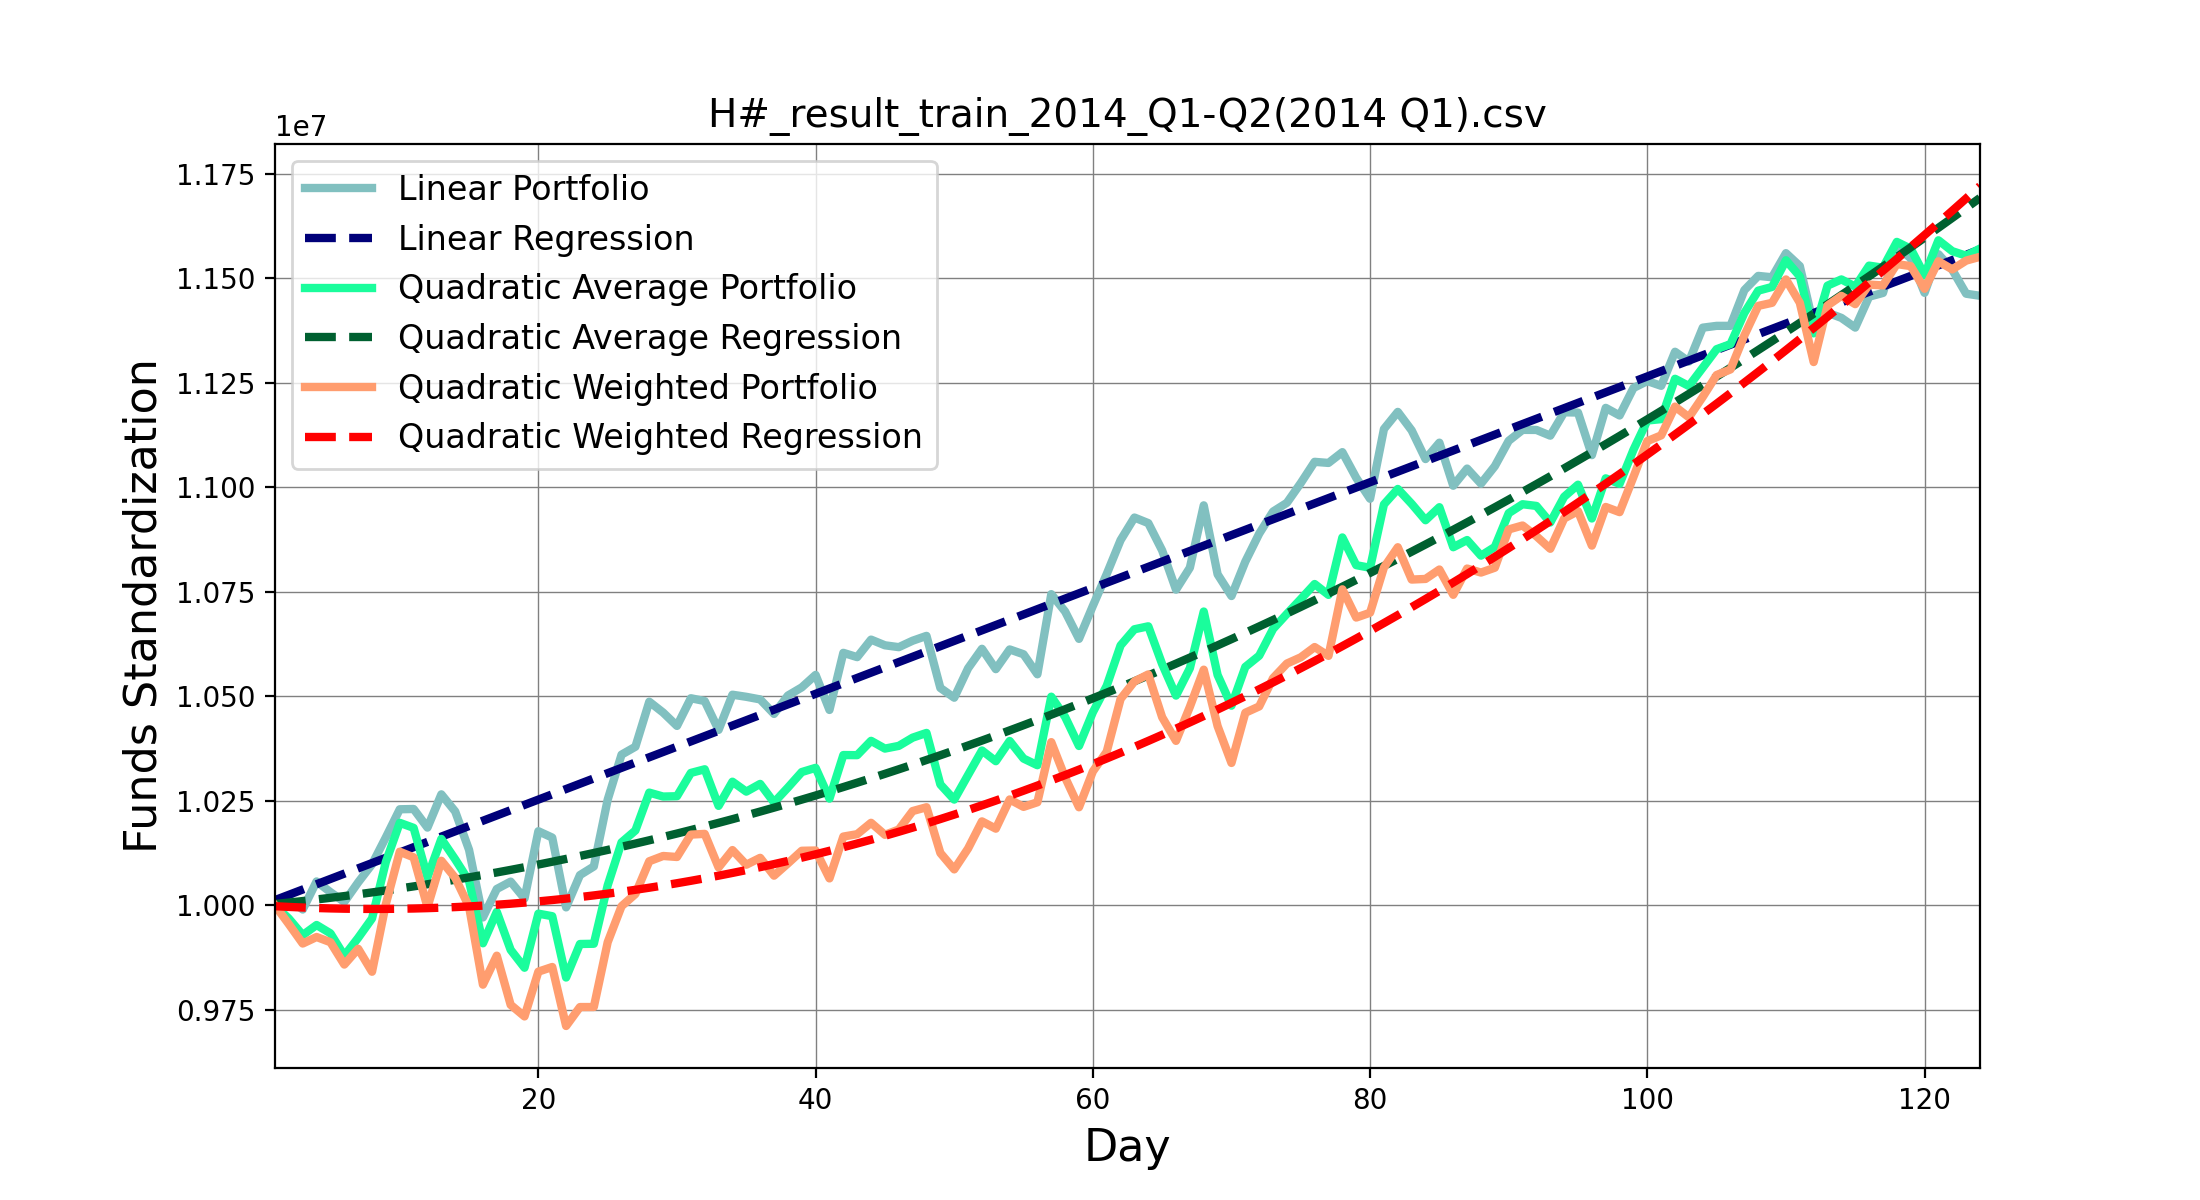 H#_result_train_2014_Q1-Q2(2014 Q1).csv
1e7
1.175
1.150
1.125
1.100
1.075
1.050
1.025
1.000
0.975
Funds Standardization
Linear Portfolio
Linear Regression
Quadratic Average Portfolio
Quadratic Average Regression
Quadratic Weighted Portfolio
Quadratic Weighted Regression
20 40 60 80 100 120
Day